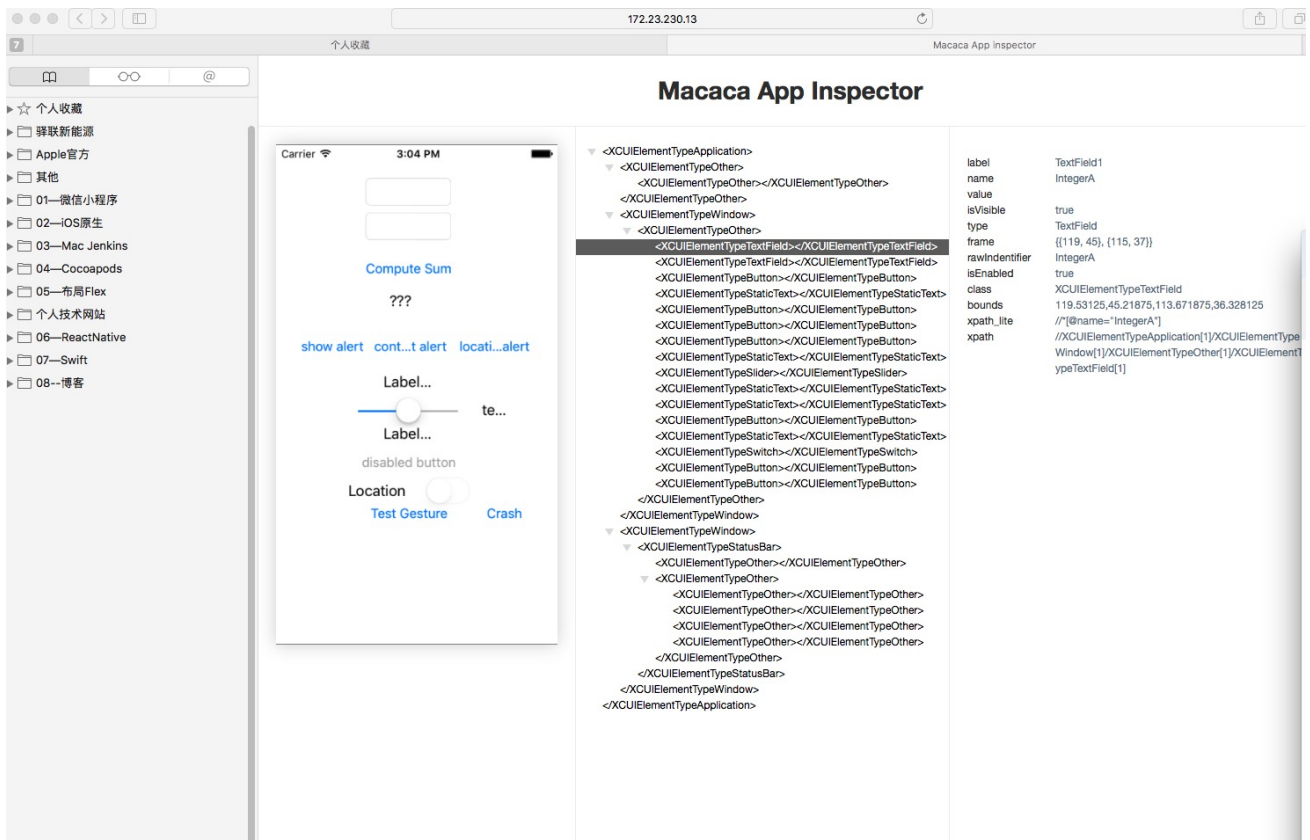 172.23.230.13
7
个人收藏
Macaca App Inspector
@
个人收藏
驿联新能源
Apple官方
其他
01—微信小程序
02—iOS原生
03—Mac Jenkins
04—Cocoapods
05—布局Flex
个人技术网站
06—ReactNative
07—Swift
08--博客
Macaca App Inspector
Carrier 3:04 PM
Compute Sum
???
show alert cont...t alert locati...alert
Label...
te...
Label...
disabled button
Location
Test Gesture Crash
<XCUIElementTypeApplication>
<XCUIElementTypeOther>
<XCUIElementTypeOther></XCUIElementTypeOther>
</XCUIElementTypeOther>
<XCUIElementTypeWindow>
<XCUIElementTypeOther>
<XCUIElementTypeTextField></XCUIElementTypeTextField>
<XCUIElementTypeTextField></XCUIElementTypeTextField>
<XCUIElementTypeButton></XCUIElementTypeButton>
<XCUIElementTypeStaticText></XCUIElementTypeStaticText>
<XCUIElementTypeButton></XCUIElementTypeButton>
<XCUIElementTypeButton></XCUIElementTypeButton>
<XCUIElementTypeButton></XCUIElementTypeButton>
<XCUIElementTypeStaticText></XCUIElementTypeStaticText>
<XCUIElementTypeSlider></XCUIElementTypeSlider>
<XCUIElementTypeStaticText></XCUIElementTypeStaticText>
<XCUIElementTypeStaticText></XCUIElementTypeStaticText>
<XCUIElementTypeButton></XCUIElementTypeButton>
<XCUIElementTypeStaticText></XCUIElementTypeStaticText>
<XCUIElementTypeSwitch></XCUIElementTypeSwitch>
<XCUIElementTypeButton></XCUIElementTypeButton>
<XCUIElementTypeButton></XCUIElementTypeButton>
</XCUIElementTypeOther>
</XCUIElementTypeWindow>
<XCUIElementTypeWindow>
<XCUIElementTypeStatusBar>
<XCUIElementTypeOther></XCUIElementTypeOther>
<XCUIElementTypeOther>
<XCUIElementTypeOther></XCUIElementTypeOther>
<XCUIElementTypeOther></XCUIElementTypeOther>
<XCUIElementTypeOther></XCUIElementTypeOther>
<XCUIElementTypeOther></XCUIElementTypeOther>
</XCUIElementTypeOther>
</XCUIElementTypeStatusBar>
</XCUIElementTypeWindow>
</XCUIElementTypeApplication>
label TextField1
name IntegerA
value
isVisible true
type TextField
frame {{119, 45}, {115, 37}}
rawIndentifier IntegerA
isEnabled true
class XCUIElementTypeTextField
bounds 119.53125,45.21875,113.671875,36.328125
xpath_lite //*[@name="IntegerA"]
xpath //XCUIElementTypeApplication[1]/XCUIElementType
Window[1]/XCUIElementTypeOther[1]/XCUIElementT
ypeTextField[1]